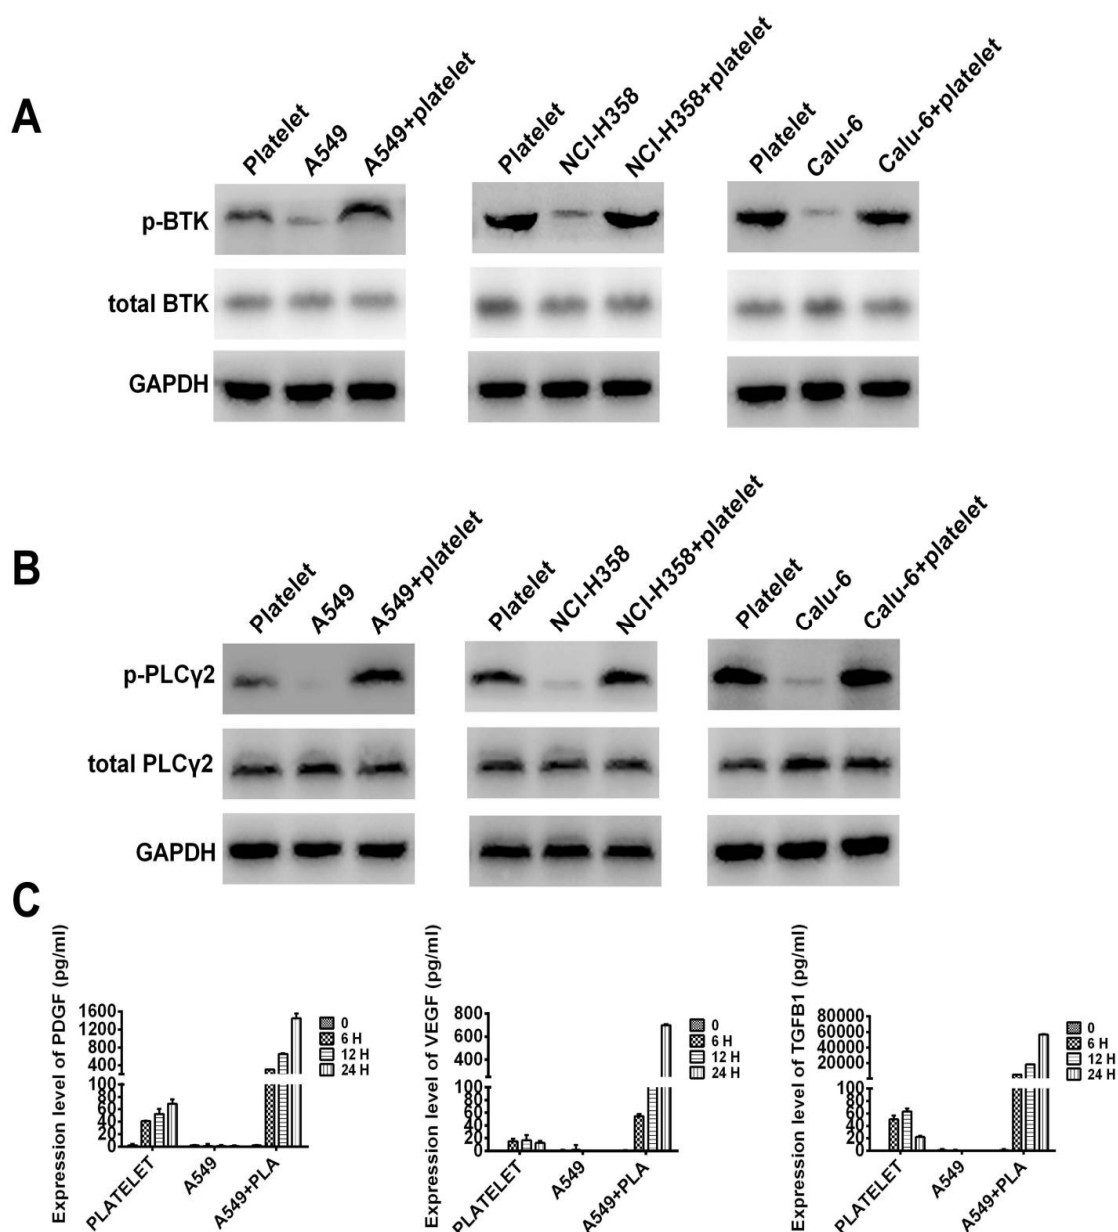 A
Platelet A549 A549+platelet Platelet NCI-H358 NCI-H358+platelet Platelet Calu-6 Calu-6+platelet
p-BTK
total BTK
GAPDH
B
Platelet A549 A549+platelet Platelet NCI-H358 NCI-H358+platelet Platelet Calu-6 Calu-6+platelet
p-PLCγ2
total PLCγ2
GAPDH
C
Expression level of PDGF (pg/ml)
1600
1200
800
400
100
80
60
40
20
0
PLATELET A549 A549+PLA
0
6 H
12 H
24 H
Expression level of VEGF (pg/ml)
800
600
400
100
80
60
40
20
0
PLATELET A549 A549+PLA
0
6 H
12 H
24 H
Expression level of TGFB1 (pg/ml)
80000
60000
40000
20000
100
80
60
40
20
0
PLATELET A549 A549+PLA
0
6 H
12 H
24 H